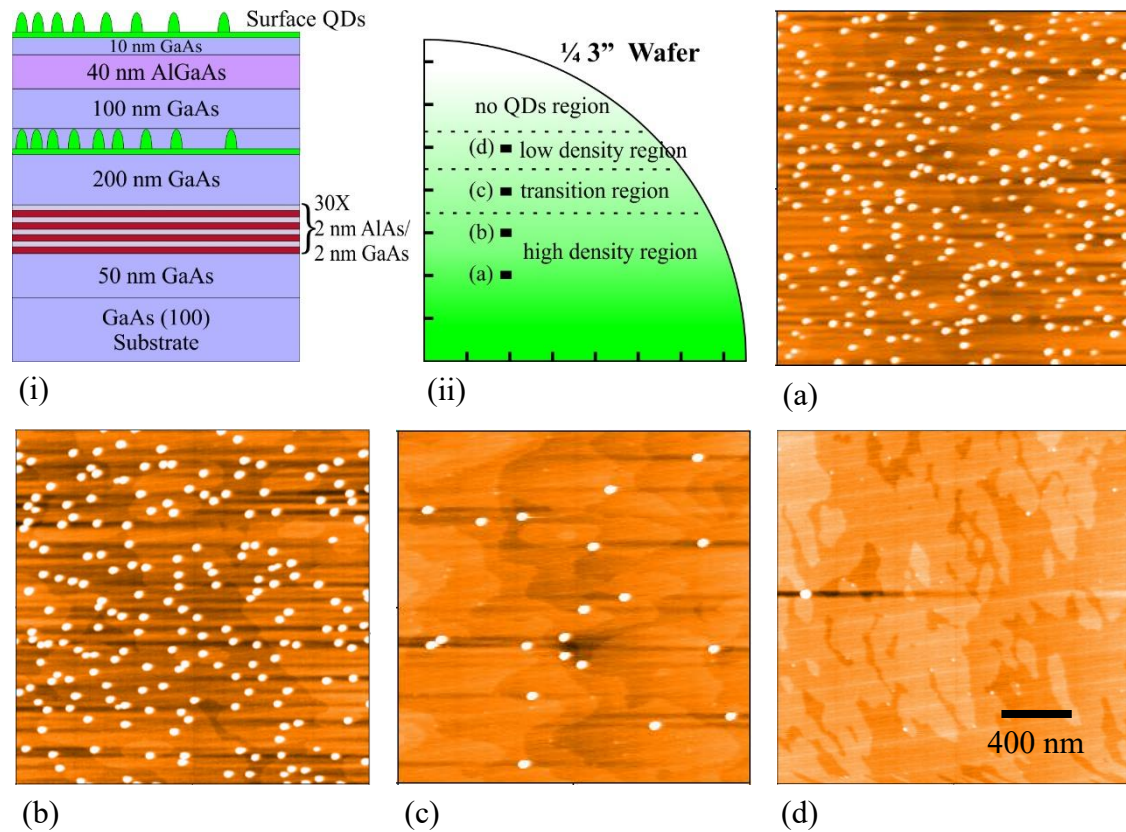 Surface QDs
10 nm GaAs
40 nm AlGaAs
100 nm GaAs
200 nm GaAs
30X
2 nm AlAs/
2 nm GaAs
50 nm GaAs
GaAs (100)
Substrate
(i)
¼ 3” Wafer
no QDs region
(d) low density region
(c) transition region
(b) high density region
(a)
(ii)
(a)
(b)
(c)
400 nm
(d)